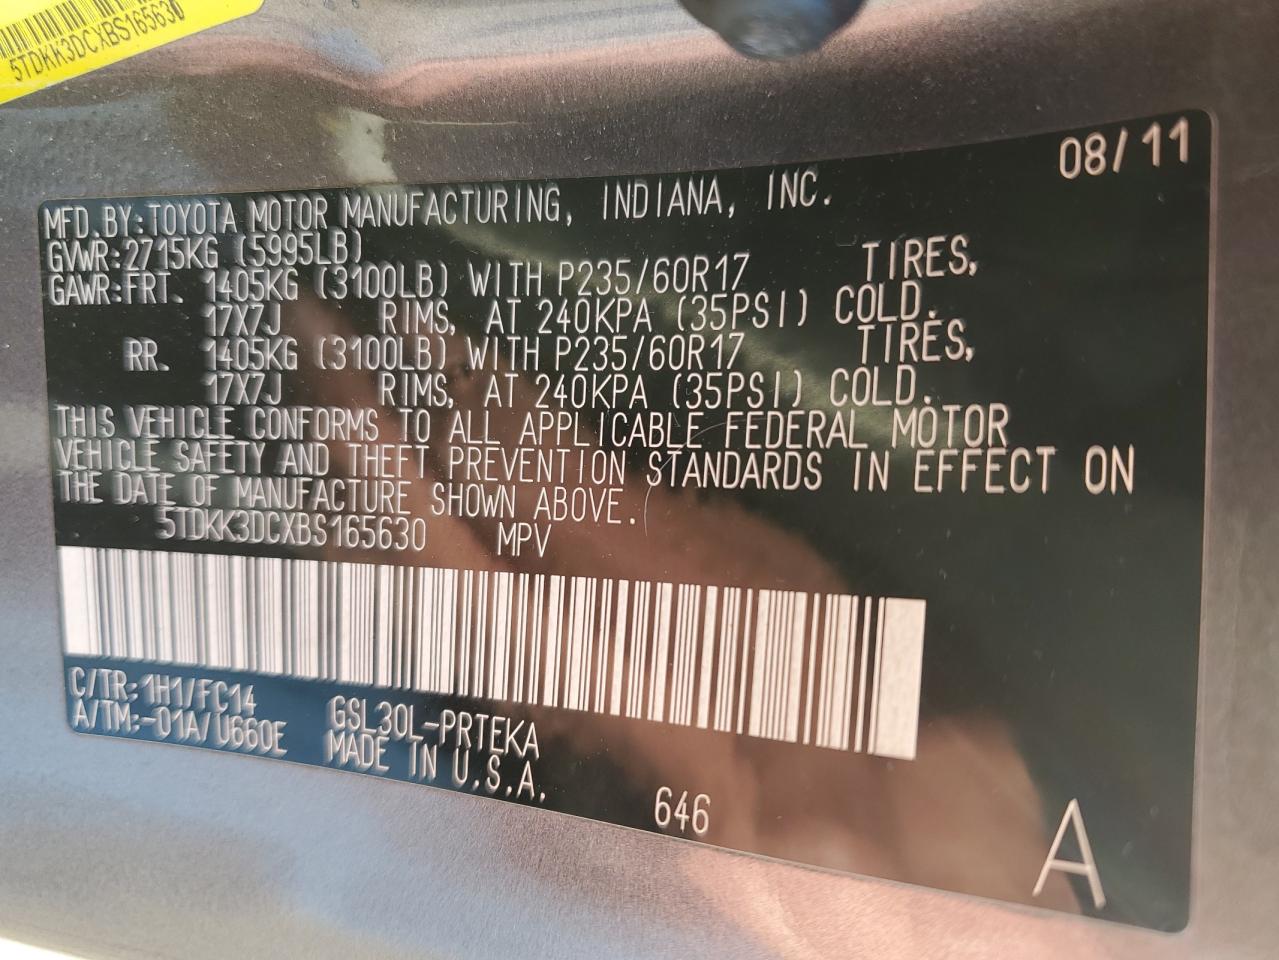 5TDKK3DCXBS165630
08/11
MFD.BY:TOYOTA MOTOR MANUFACTURING, INDIANA, INC.
GVWR:2715KG (5995LB)
GAWR:FRT. 1405KG (3100LB) WITH P235/60R17 TIRES,
17X7J RIMS, AT 240KPA (35PSI) COLD.
RR. 1405KG (3100LB) WITH P235/60R17 TIRES,
17X7J RIMS, AT 240KPA (35PSI) COLD.
THIS VEHICLE CONFORMS TO ALL APPLICABLE FEDERAL MOTOR
VEHICLE SAFETY AND THEFT PREVENTION STANDARDS IN EFFECT ON
THE DATE OF MANUFACTURE SHOWN ABOVE.
5TDKK3DCXBS165630 MPV
C/TR:1H1/FC14 GSL30L-PRTEKA
A/TM:-01A/U660E MADE IN U.S.A.
646
A